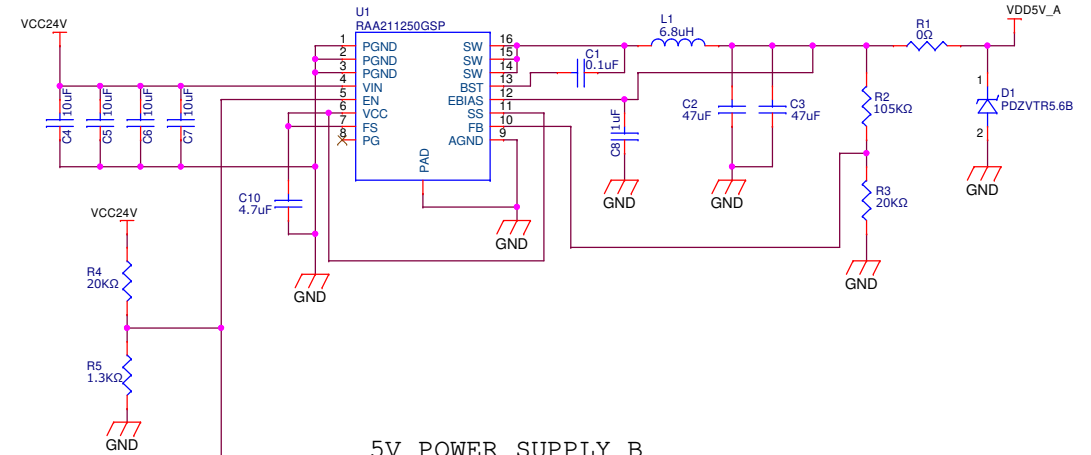 VCC24V
U1
RAA211250GSP
1 PGND
2 PGND
3 PGND
4 VIN
5 EN
6 VCC
7 FS
8 PG
SW 16
SW 15
SW 14
BST 13
EBIAS 12
SS 11
FB 10
AGND 9
PAD
C4 10uF
C5 10uF
C6 10uF
C7 10uF
C10
4.7uF
GND
GND
C1
0.1uF
C8 1uF
GND
L1
6.8uH
C2
47uF
C3
47uF
GND
R1
0Ω
R2
105KΩ
R3
20KΩ
GND
VDD5V_A
1
D1
PDZVTR5.6B
2
GND
VCC24V
R4
20KΩ
R5
1.3KΩ
GND
5V POWER SUPPLY B